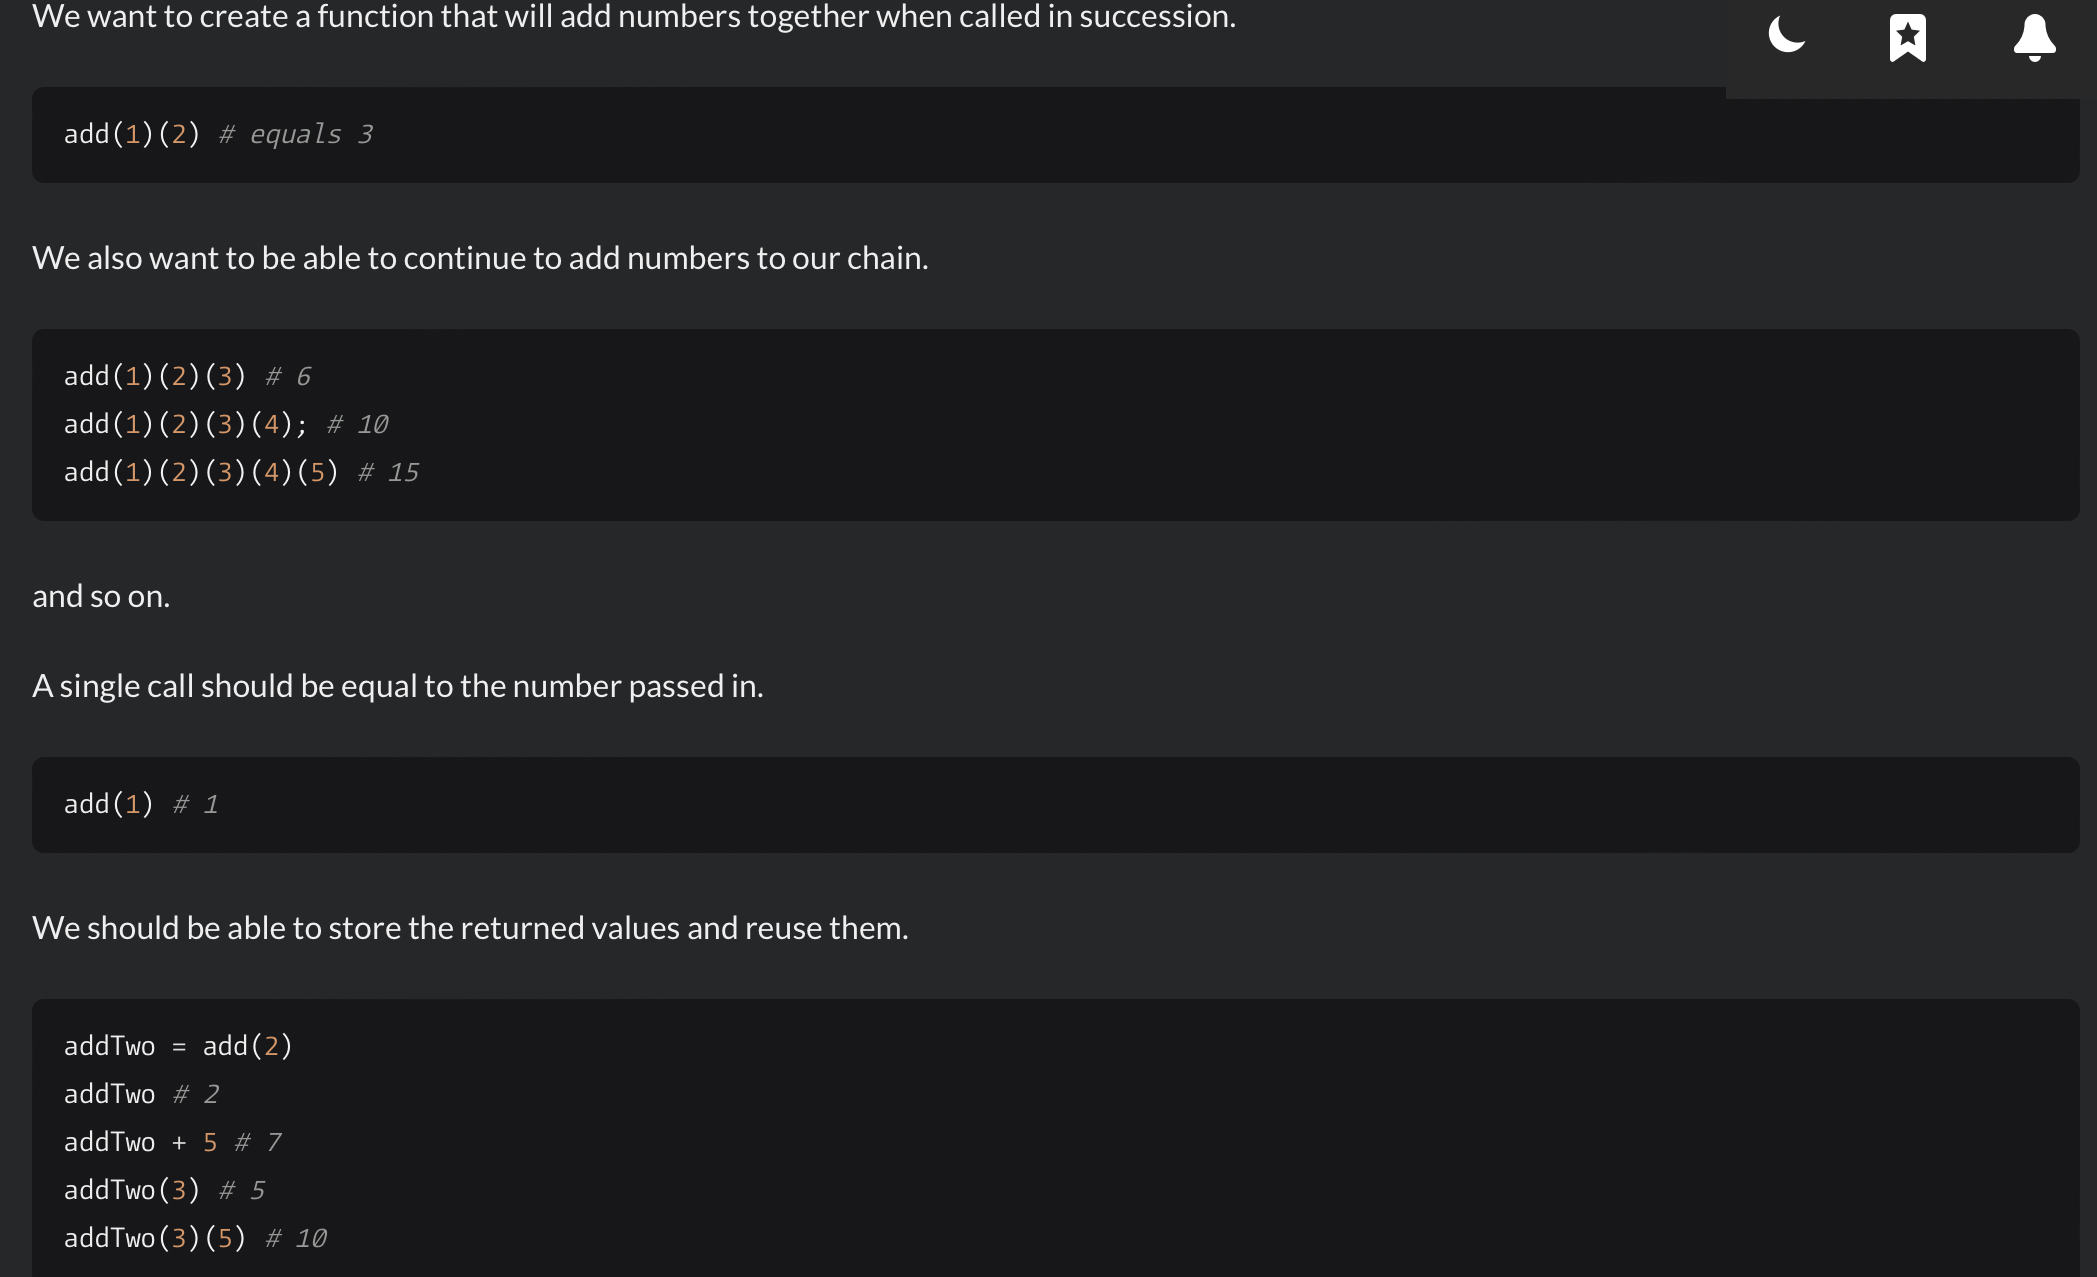 We want to create a function that will add numbers together when called in succession.
add(1)(2) # equals 3
We also want to be able to continue to add numbers to our chain.
add(1)(2)(3) # 6
add(1)(2)(3)(4); # 10
add(1)(2)(3)(4)(5) # 15
and so on.
A single call should be equal to the number passed in.
add(1) # 1
We should be able to store the returned values and reuse them.
addTwo = add(2)
addTwo # 2
addTwo + 5 # 7
addTwo(3) # 5
addTwo(3)(5) # 10